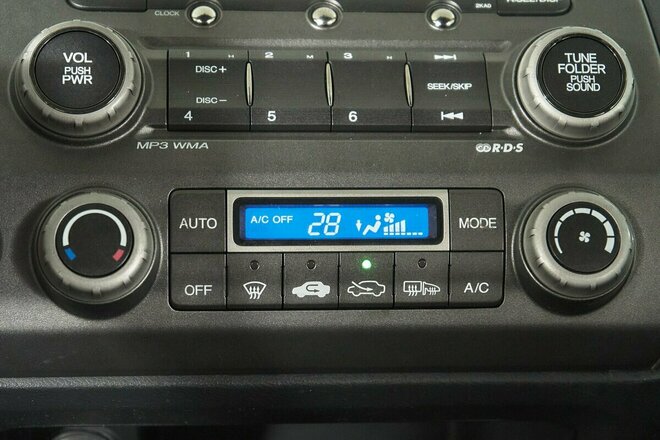 CLOCK
2KAD
VOL
PUSH
PWR
1
2 M
3 H
DISC+
DISC−
SEEK/SKIP
4
5
6
TUNE
FOLDER
PUSH
SOUND
MP3 WMA
R·D·S
AUTO
A/C OFF 28
MODE
OFF
A/C